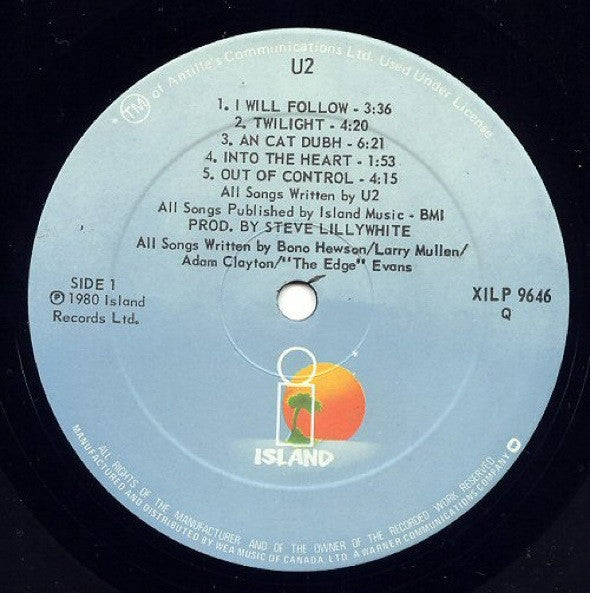 TM of Antilles Communications Ltd. Used Under License
U2
1. I WILL FOLLOW - 3:36
2. TWILIGHT - 4:20
3. AN CAT DUBH - 6:21
4. INTO THE HEART - 1:53
5. OUT OF CONTROL - 4:15
All Songs Written by U2
All Songs Published by Island Music - BMI
PROD. BY STEVE LILLYWHITE
All Songs Written by Bono Hewson/Larry Mullen/
Adam Clayton/"The Edge" Evans
SIDE 1
℗ 1980 Island
Records Ltd.
XILP 9646
Q
ISLAND
ALL RIGHTS OF THE MANUFACTURER AND OF THE OWNER OF THE RECORDED WORK RESERVED
MANUFACTURED AND DISTRIBUTED BY WEA MUSIC OF CANADA, LTD. A WARNER COMMUNICATIONS COMPANY